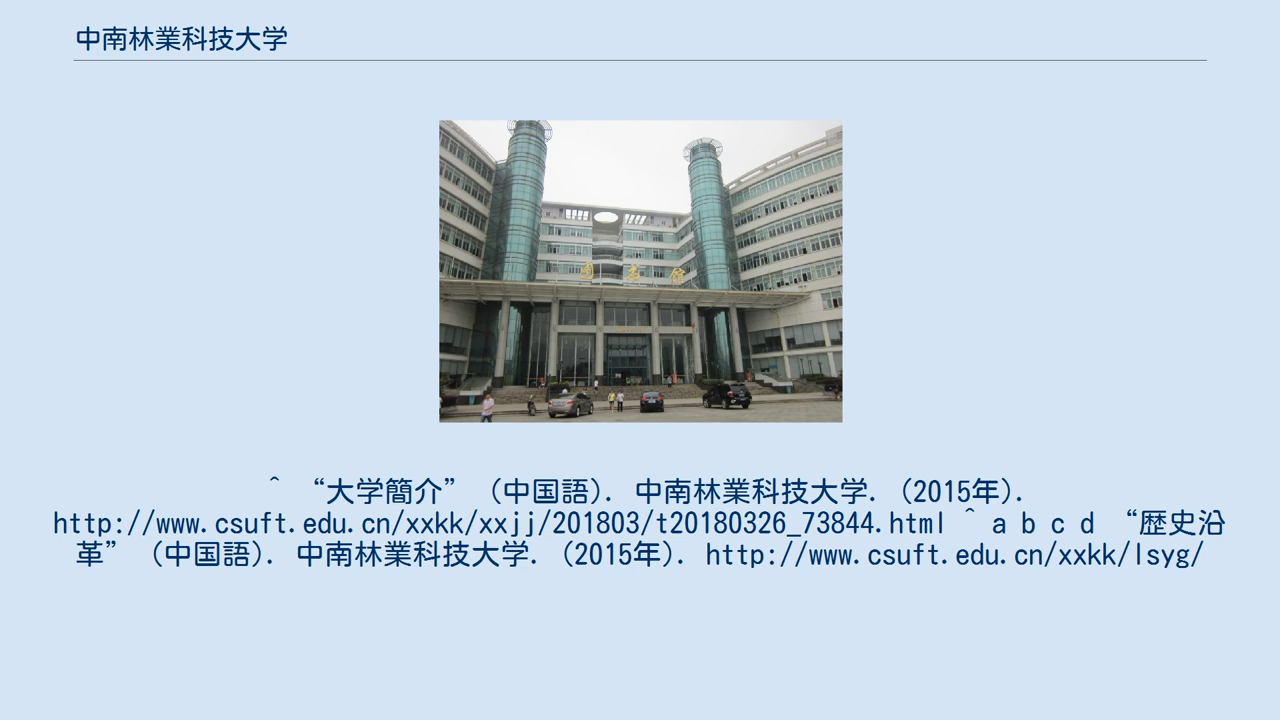 中南林業科技大学
图书馆
^ “大学簡介” (中国語). 中南林業科技大学. (2015年).
http://www.csuft.edu.cn/xxkk/xxjj/201803/t20180326_73844.html ^ a b c d “歴史沿
革” (中国語). 中南林業科技大学. (2015年). http://www.csuft.edu.cn/xxkk/lsyg/